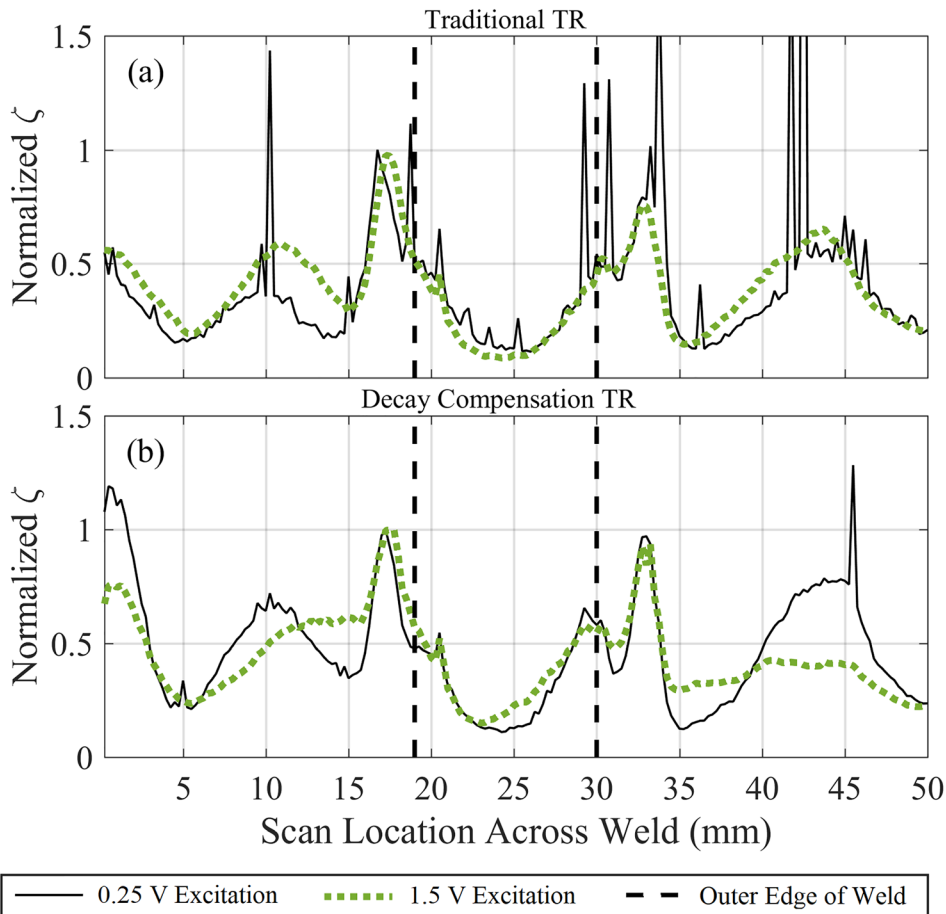 Traditional TR
1.5
(a)
1
0.5
0
Normalized ζ
Decay Compensation TR
1.5
(b)
1
0.5
0
Normalized ζ
5 10 15 20 25 30 35 40 45 50
Scan Location Across Weld (mm)
0.25 V Excitation 1.5 V Excitation Outer Edge of Weld